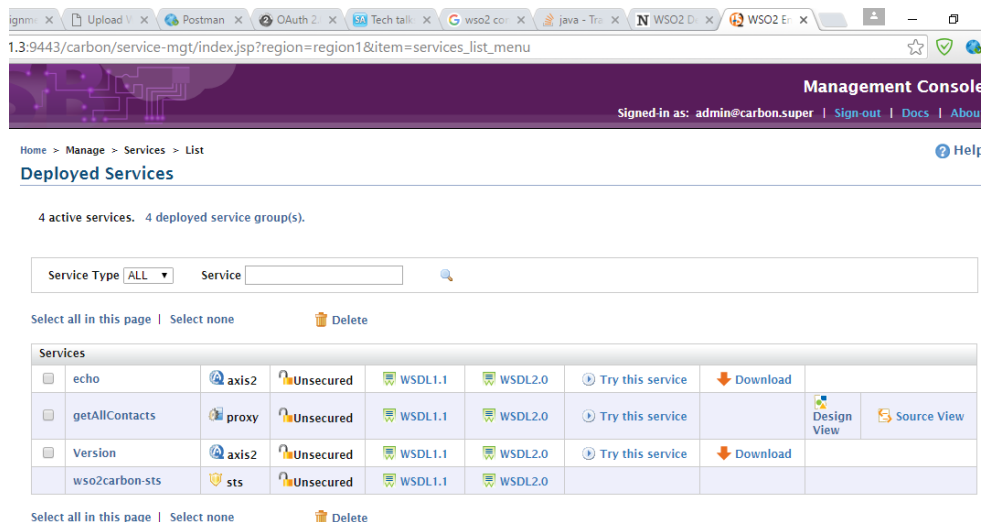 ignme Upload V Postman OAuth 2. Tech talk: wso2 con java - Tra WSO2 D WSO2 En
1.3:9443/carbon/service-mgt/index.jsp?region=region1&item=services_list_menu
Management Console
Signed-in as: admin@carbon.super | Sign-out | Docs | Abou
Home > Manage > Services > List Help
Deployed Services
4 active services. 4 deployed service group(s).
Service Type ALL Service
Select all in this page | Select none Delete
Services
echo axis2 Unsecured WSDL1.1 WSDL2.0 Try this service Download
getAllContacts proxy Unsecured WSDL1.1 WSDL2.0 Try this service Design View Source View
Version axis2 Unsecured WSDL1.1 WSDL2.0 Try this service Download
wso2carbon-sts sts Unsecured WSDL1.1 WSDL2.0
Select all in this page | Select none Delete